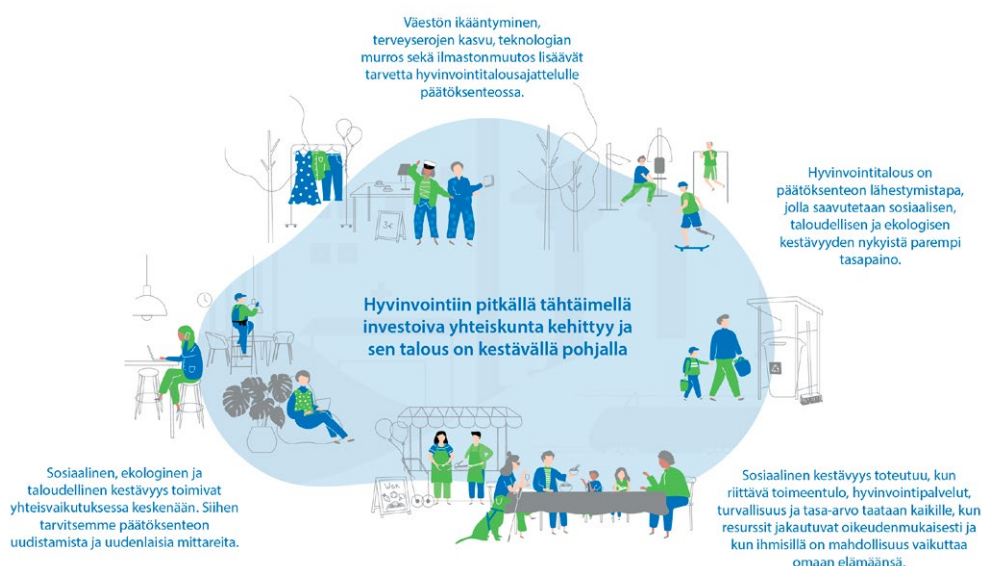 Väestön ikääntyminen,
terveyserojen kasvu, teknologian
murros sekä ilmastonmuutos lisäävät
tarvetta hyvinvointitalousajattelulle
päätöksenteossa.
Hyvinvointitalous on
päätöksenteon lähestymistapa,
jolla saavutetaan sosiaalisen,
taloudellisen ja ekologisen
kestävyyden nykyistä parempi
tasapaino.
3€
Hyvinvointiin pitkällä tähtäimellä
investoiva yhteiskunta kehittyy ja
sen talous on kestävällä pohjalla
Wok
Sosiaalinen, ekologinen ja
taloudellinen kestävyys toimivat
yhteisvaikutuksessa keskenään. Siihen
tarvitsemme päätöksenteon
uudistamista ja uudenlaisia mittareita.
Sosiaalinen kestävyys toteutuu, kun
riittävä toimeentulo, hyvinvointipalvelut,
turvallisuus ja tasa-arvo taataan kaikille, kun
resurssit jakautuvat oikeudenmukaisesti ja
kun ihmisillä on mahdollisuus vaikuttaa
omaan elämäänsä.